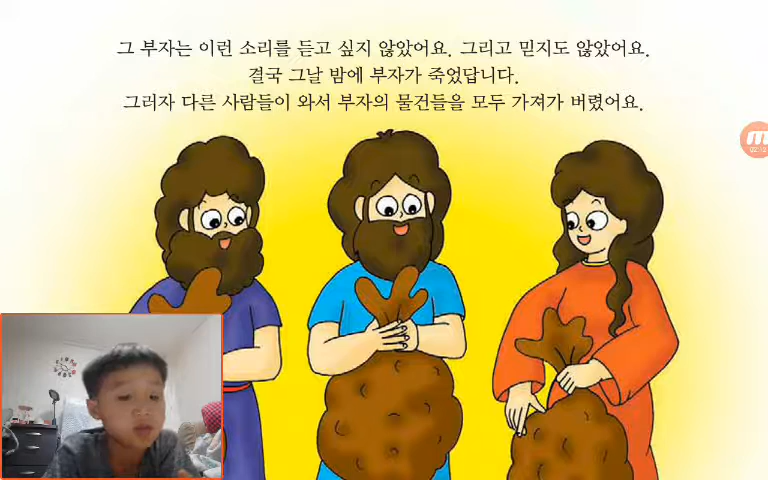 그 부자는 이런 소리를 듣고 싶지 않았어요. 그리고 믿지도 않았어요.
결국 그날 밤에 부자가 죽었답니다.
그러자 다른 사람들이 와서 부자의 물건들을 모두 가져가 버렸어요.